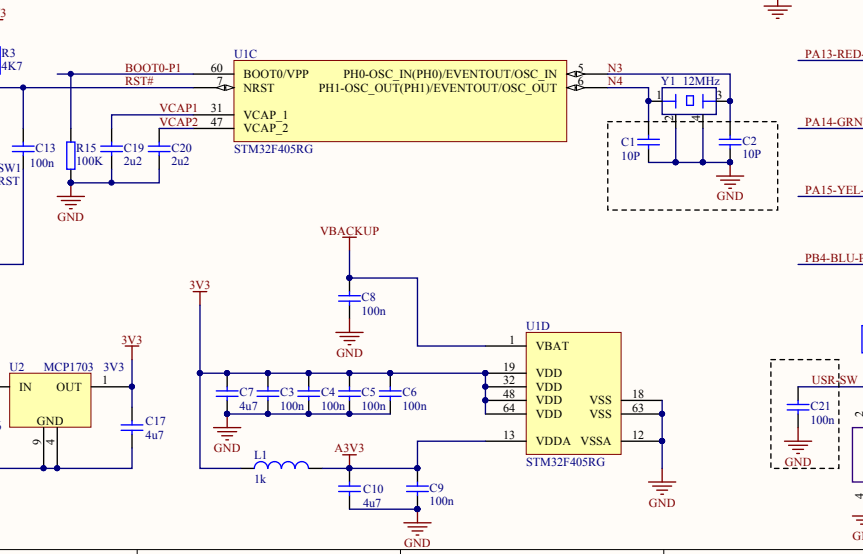 3
R3
4K7
BOOT0-P1
RST#
VCAP1
VCAP2
60
7
31
47
U1C
BOOT0/VPP
NRST
VCAP_1
VCAP_2
PH0-OSC_IN(PH0)/EVENTOUT/OSC_IN
PH1-OSC_OUT(PH1)/EVENTOUT/OSC_OUT
STM32F405RG
5
6
N3
N4
Y1 12MHz
1
3
2
4
C1
10P
C2
10P
GND
C13
100n
R15
100K
C19
2u2
C20
2u2
GND
SW1
RST
PA13-RED-
PA14-GRN
PA15-YEL-
PB4-BLU-P
VBACKUP
C8
100n
GND
3V3
C7
4u7
C3
100n
C4
100n
C5
100n
C6
100n
GND
L1
1k
A3V3
C10
4u7
C9
100n
GND
U1D
1
19
32
48
64
13
VBAT
VDD
VDD
VDD
VDD
VDDA
VSS
VSS
VSSA
18
63
12
STM32F405RG
GND
3V3
U2
MCP1703
3V3
IN
OUT
1
GND
9
4
C17
4u7
USR-SW
C21
100n
GND
2
4